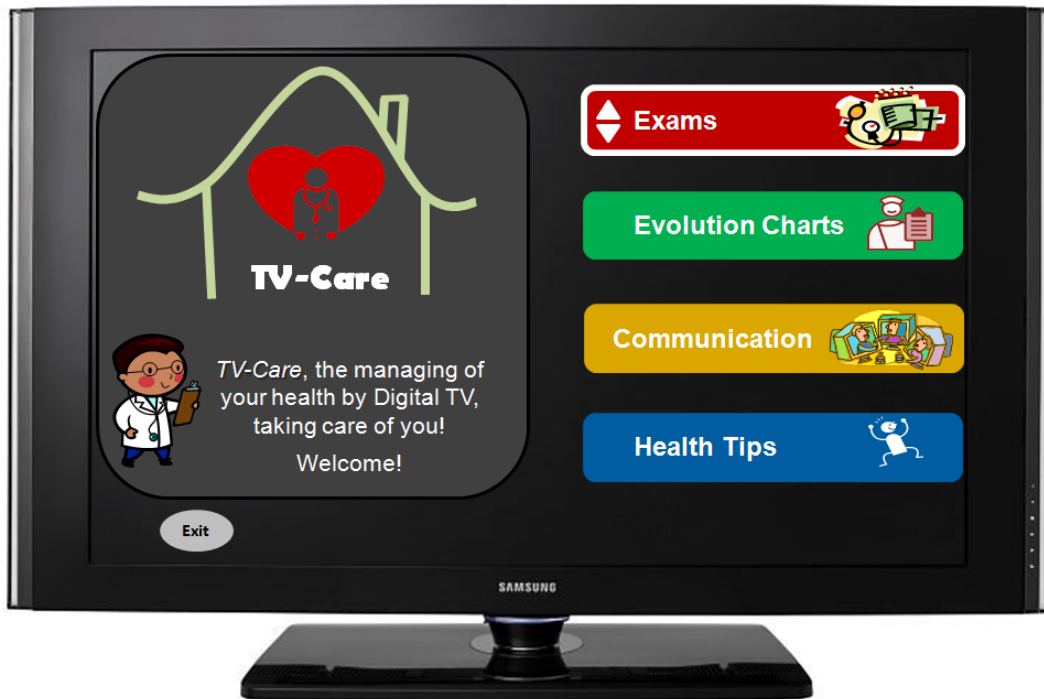 TV-Care
TV-Care, the managing of
your health by Digital TV,
taking care of you!
Welcome!
Exit
Exams
Evolution Charts
Communication
Health Tips
SAMSUNG